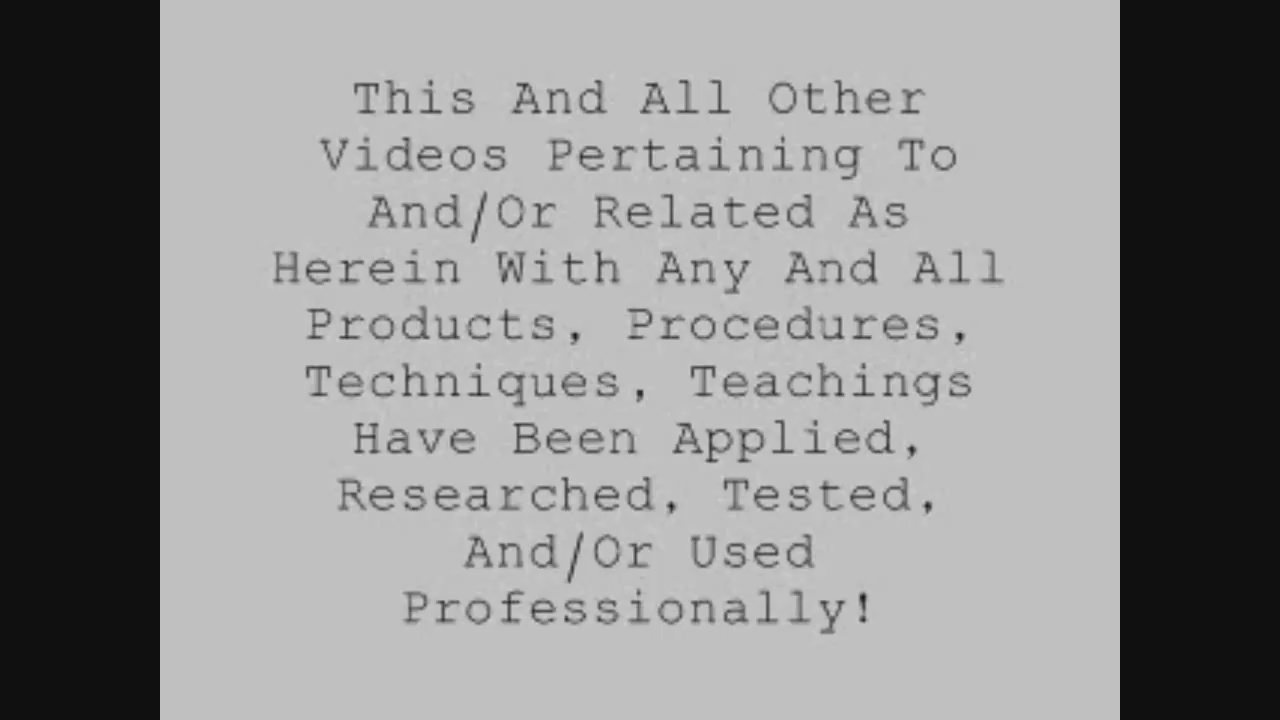 This And All Other
Videos Pertaining To
And/Or Related As
Herein With Any And All
Products, Procedures,
Techniques, Teachings
Have Been Applied,
Researched, Tested,
And/Or Used
Professionally!